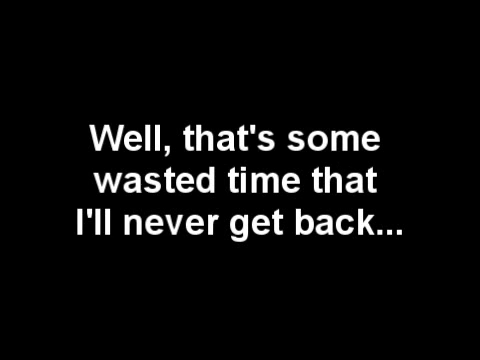 Well, that's some
wasted time that
I'll never get back...